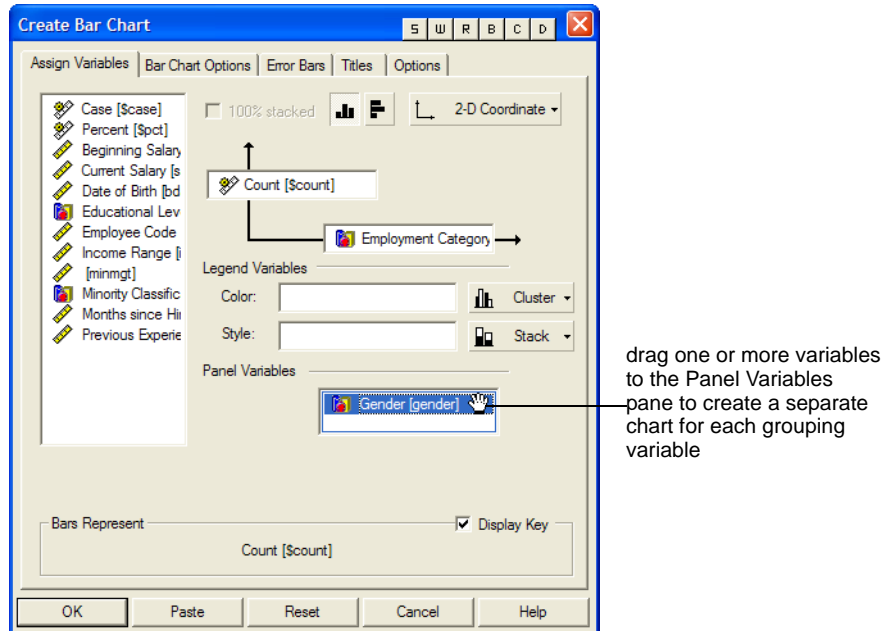 Create Bar Chart
S W R B C D
Assign Variables Bar Chart Options Error Bars Titles Options
Case [$case]
Percent [$pct]
Beginning Salary
Current Salary [s
Date of Birth [bd
Educational Lev
Employee Code
Income Range [i
[minmgt]
Minority Classific
Months since Hir
Previous Experie
100% stacked
2-D Coordinate
Count [$count]
Employment Category
Legend Variables
Color:
Cluster
Style:
Stack
Panel Variables
Gender [gender]
Bars Represent
Display Key
Count [$count]
OK Paste Reset Cancel Help
drag one or more variables
to the Panel Variables
pane to create a separate
chart for each grouping
variable